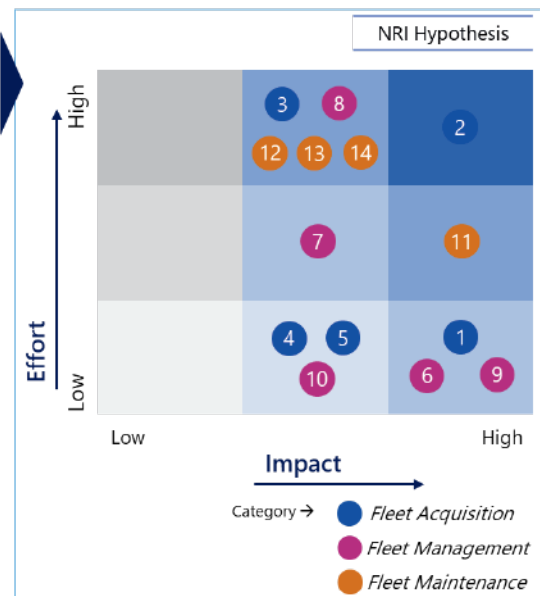 NRI Hypothesis
High
3 8 2
12 13 14
7 11
Effort
4 5 1
10 6 9
Low
Low High
Impact
Category → Fleet Acquisition
Fleet Management
Fleet Maintenance